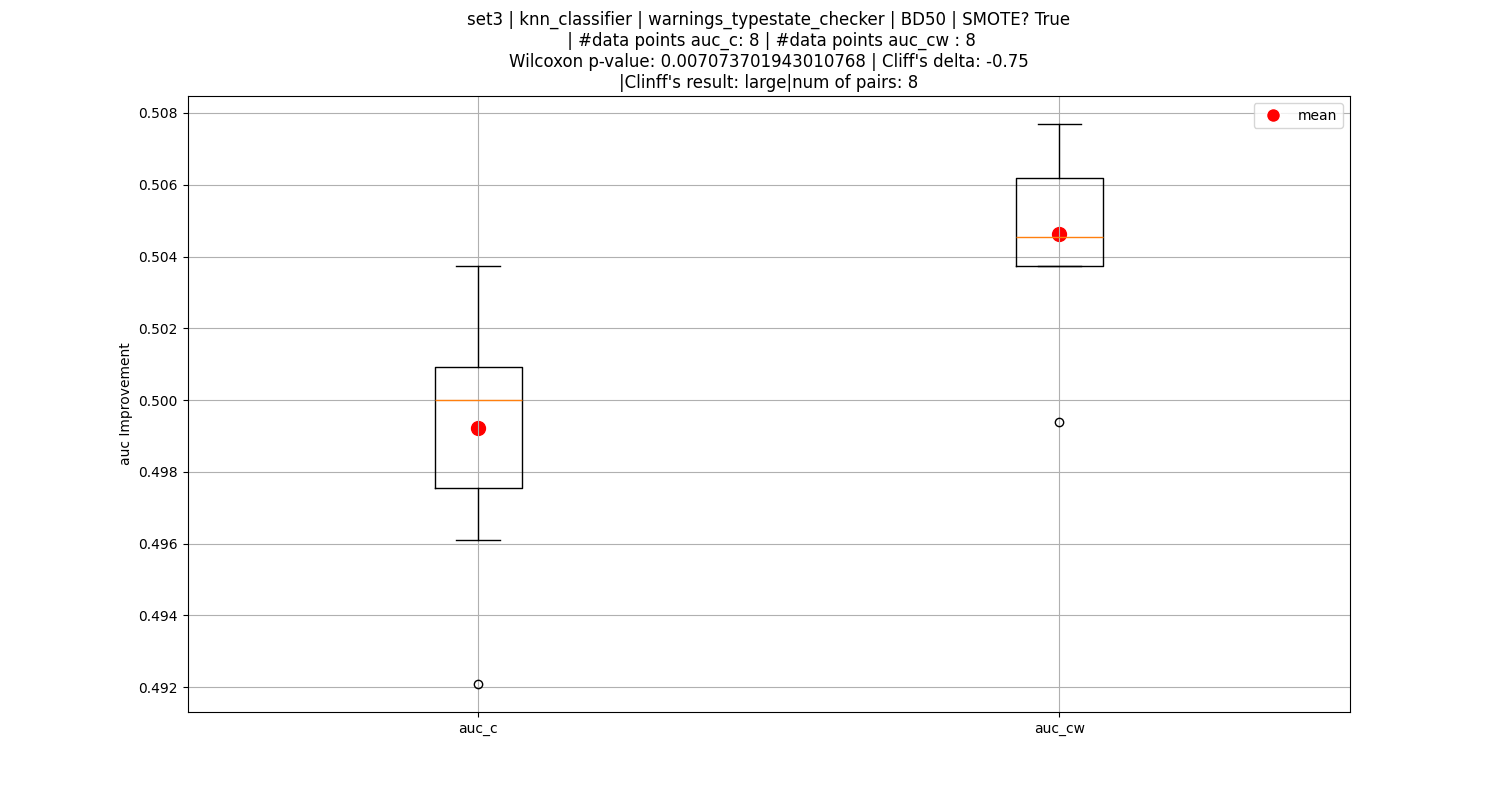 set3 | knn_classifier | warnings_typestate_checker | BD50 | SMOTE? True
| #data points auc_c: 8 | #data points auc_cw : 8
Wilcoxon p-value: 0.007073701943010768 | Cliff's delta: -0.75
|Clinff's result: large|num of pairs: 8
mean
0.508
0.506
0.504
0.502
0.500
0.498
0.496
0.494
0.492
auc Improvement
auc_c
auc_cw